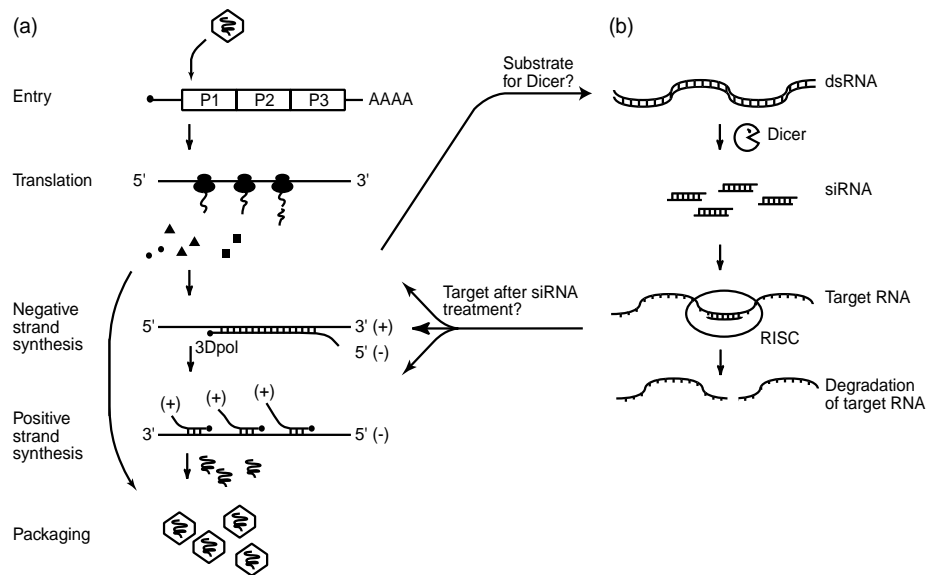 (a)
Entry
P1 P2 P3 AAAA
Translation
5' 3'
Negative
strand
synthesis
5' 3' (+)
3Dpol
5' (-)
Positive
strand
synthesis
(+) (+) (+)
3' 5' (-)
Packaging
Substrate
for Dicer?
Target after siRNA
treatment?
(b)
dsRNA
Dicer
siRNA
Target RNA
RISC
Degradation
of target RNA